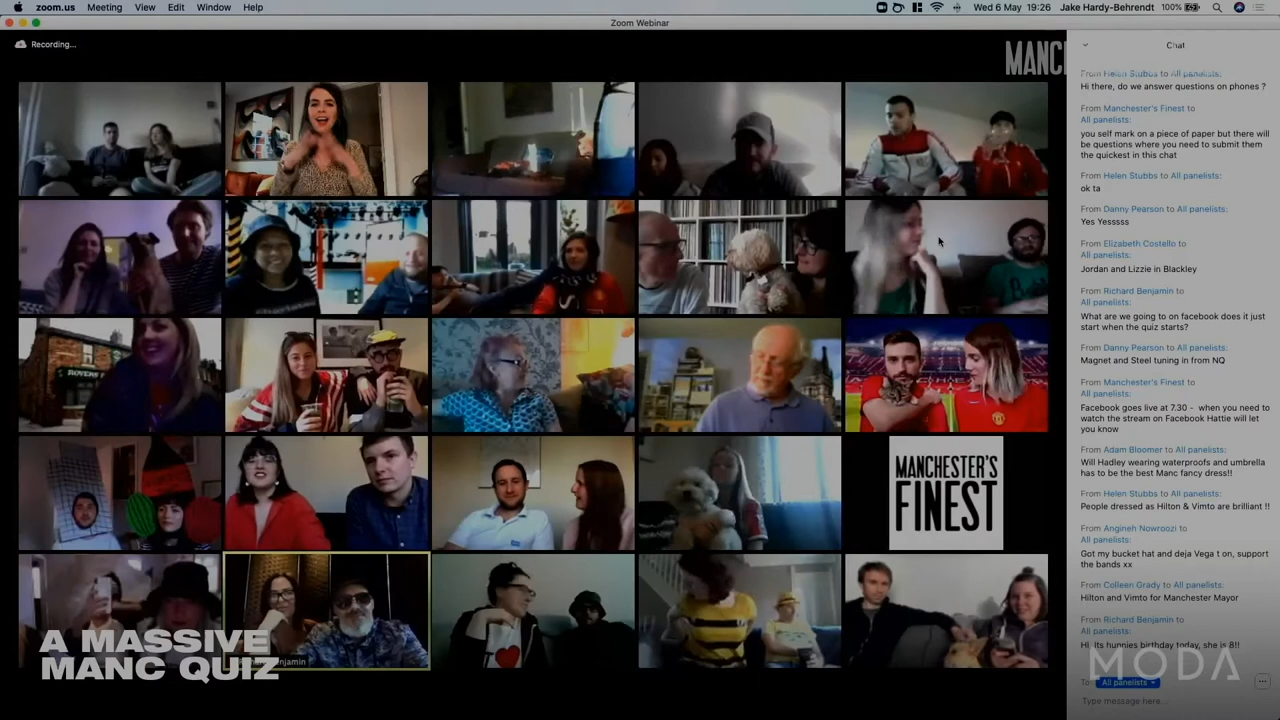 zoom.us Meeting View Edit Window Help
Wed 6 May 19:26 Jake Hardy-Behrendt 100%
Zoom Webinar
Recording...
MANC
Chat
From Helen Stubbs to All panelists:
Hi there, do we answer questions on phones ?
From Manchester's Finest to
All panelists:
you self mark on a piece of paper but there will
be questions where you need to submit them
the quickest in this chat
From Helen Stubbs to All panelists:
ok ta
From Danny Pearson to All panelists:
Yes Yesssss
From Elizabeth Costello to
All panelists:
Jordan and Lizzie in Blackley
From Richard Benjamin to
All panelists:
What are we going to on facebook does it just
start when the quiz starts?
From Danny Pearson to All panelists:
Magnet and Steel tuning in from NQ
From Manchester's Finest to
All panelists:
Facebook goes live at 7.30 - when you need to
watch the stream on Facebook Hattie will let
you know
From Adam Bloomer to All panelists:
Will Hadley wearing waterproofs and umbrella
has to be the best Manc fancy dress!!
From Helen Stubbs to All panelists:
People dressed as Hilton & Vimto are brilliant !!
From Angineh Nowroozi to
All panelists:
Got my bucket hat and deja Vega t on, support
the bands xx
From Colleen Grady to All panelists:
Hilton and Vimto for Manchester Mayor
From Richard Benjamin to
All panelists:
Hi its hunnies birthday today, she is 8!!
To: All panelists
Type message here...
ROVERS
MANCHESTER'S
FINEST
A MASSIVE
MANC QUIZ
njamin
MODA